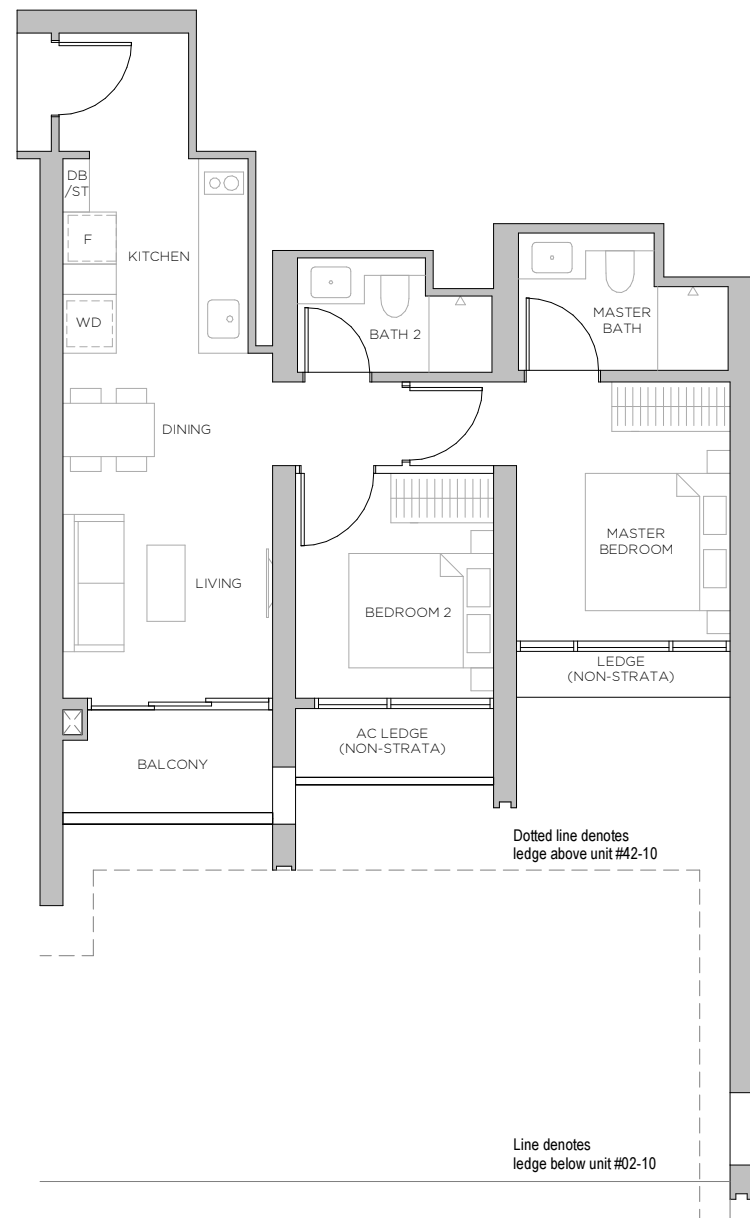 DB
/ST
F
KITCHEN
WD
BATH 2
MASTER
BATH
DINING
MASTER
BEDROOM
LIVING
BEDROOM 2
LEDGE
(NON-STRATA)
AC LEDGE
(NON-STRATA)
BALCONY
Dotted line denotes
ledge above unit #42-10
Line denotes
ledge below unit #02-10